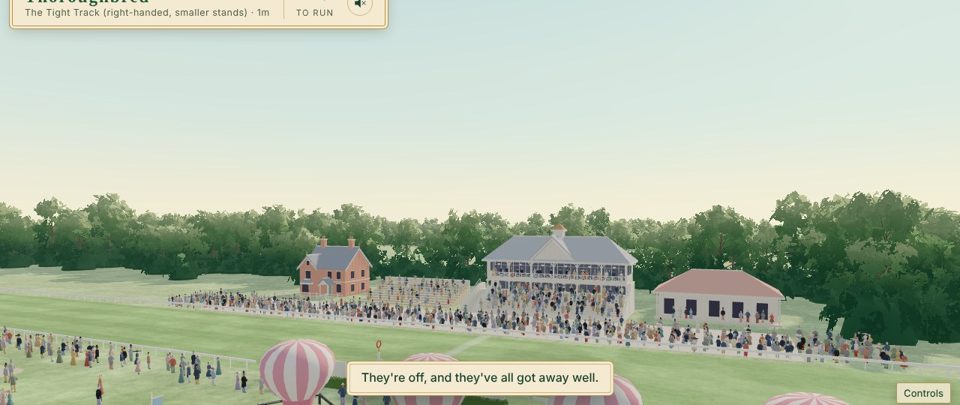 Thoroughbred
The Tight Track (right-handed, smaller stands) · 1m
TO RUN
They're off, and they've all got away well.
Controls